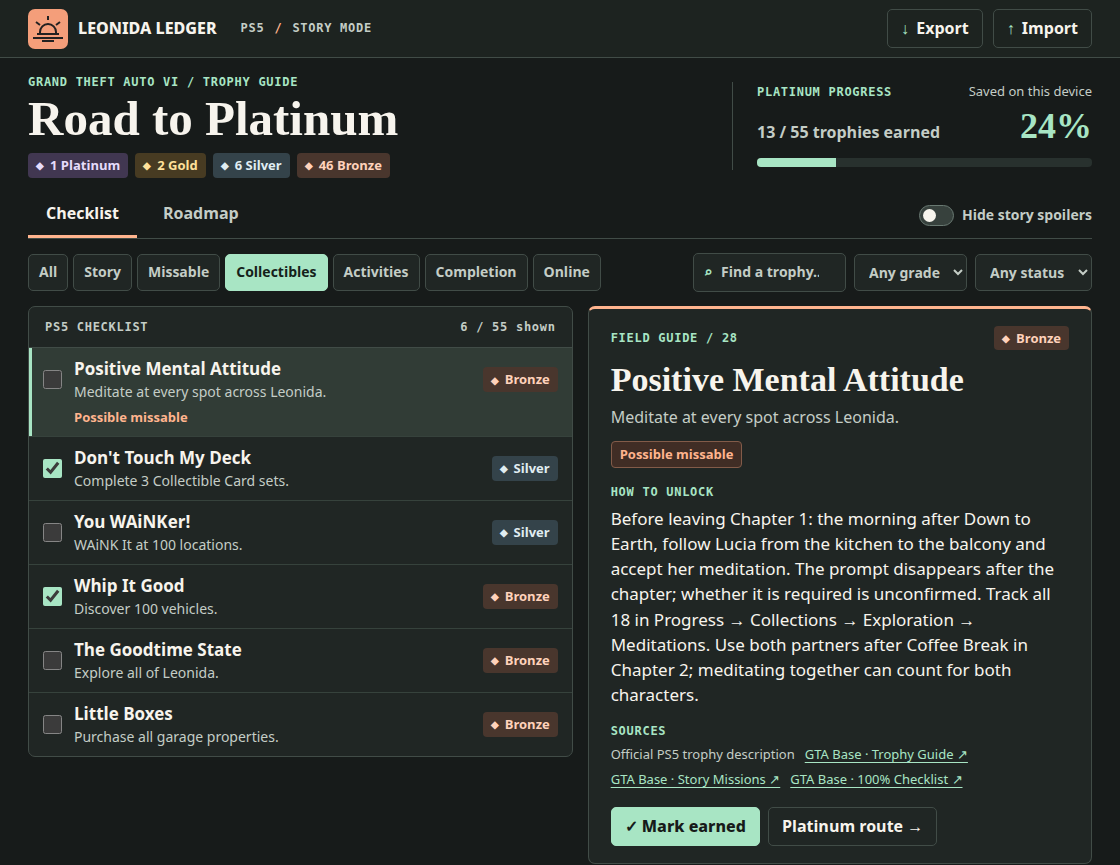 LEONIDA LEDGER
PS5 / STORY MODE
↓ Export
↑ Import
GRAND THEFT AUTO VI / TROPHY GUIDE
Road to Platinum
◆ 1 Platinum
◆ 2 Gold
◆ 6 Silver
◆ 46 Bronze
PLATINUM PROGRESS
Saved on this device
13 / 55 trophies earned
24%
Checklist
Roadmap
Hide story spoilers
All
Story
Missable
Collectibles
Activities
Completion
Online
Find a trophy..
Any grade
Any status
PS5 CHECKLIST
6 / 55 shown
Positive Mental Attitude
Meditate at every spot across Leonida.
Possible missable
◆ Bronze
Don't Touch My Deck
Complete 3 Collectible Card sets.
◆ Silver
You WAiNKer!
WAiNK It at 100 locations.
◆ Silver
Whip It Good
Discover 100 vehicles.
◆ Bronze
The Goodtime State
Explore all of Leonida.
◆ Bronze
Little Boxes
Purchase all garage properties.
◆ Bronze
FIELD GUIDE / 28
◆ Bronze
Positive Mental Attitude
Meditate at every spot across Leonida.
Possible missable
HOW TO UNLOCK
Before leaving Chapter 1: the morning after Down to
Earth, follow Lucia from the kitchen to the balcony and
accept her meditation. The prompt disappears after the
chapter; whether it is required is unconfirmed. Track all
18 in Progress → Collections → Exploration →
Meditations. Use both partners after Coffee Break in
Chapter 2; meditating together can count for both
characters.
SOURCES
Official PS5 trophy description
GTA Base · Trophy Guide ↗
GTA Base · Story Missions ↗
GTA Base · 100% Checklist ↗
✓ Mark earned
Platinum route →